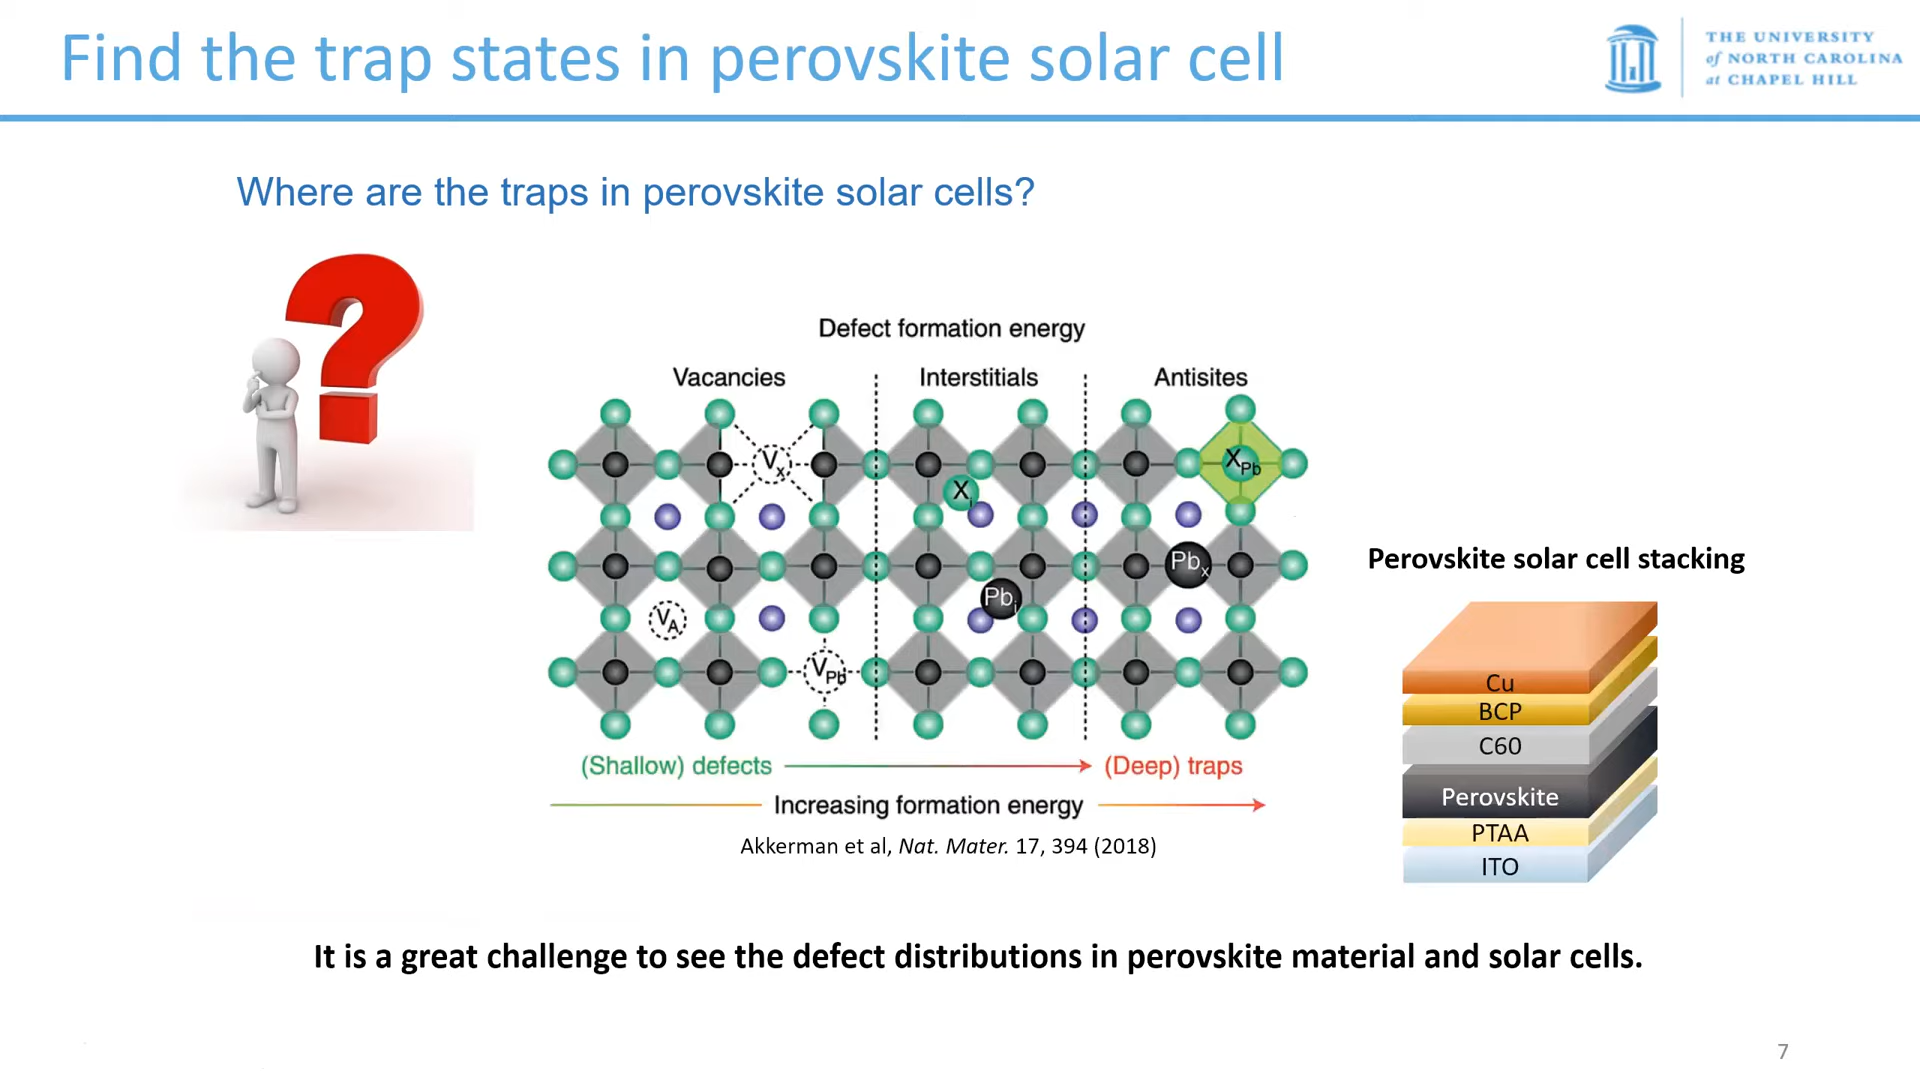 Find the trap states in perovskite solar cell
THE UNIVERSITY
of NORTH CAROLINA
at CHAPEL HILL
Where are the traps in perovskite solar cells?
Defect formation energy
Vacancies
Interstitials
Antisites
Vx
XPb
Xi
Pbx
Pbi
VA
VPb
(Shallow) defects
(Deep) traps
Increasing formation energy
Akkerman et al, Nat. Mater. 17, 394 (2018)
Perovskite solar cell stacking
Cu
BCP
C60
Perovskite
PTAA
ITO
It is a great challenge to see the defect distributions in perovskite material and solar cells.
7